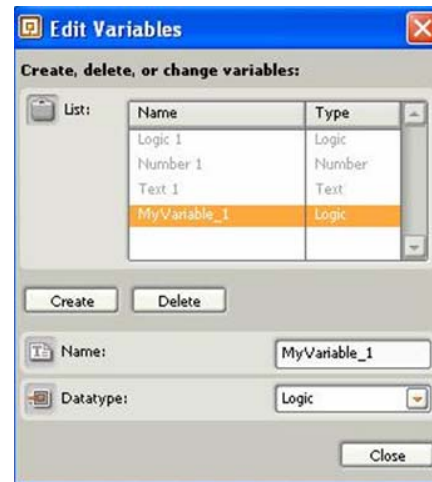 Edit Variables
Create, delete, or change variables:
List:
Name Type
Logic 1 Logic
Number 1 Number
Text 1 Text
MyVariable_1 Logic
Create Delete
Name: MyVariable_1
Datatype: Logic
Close